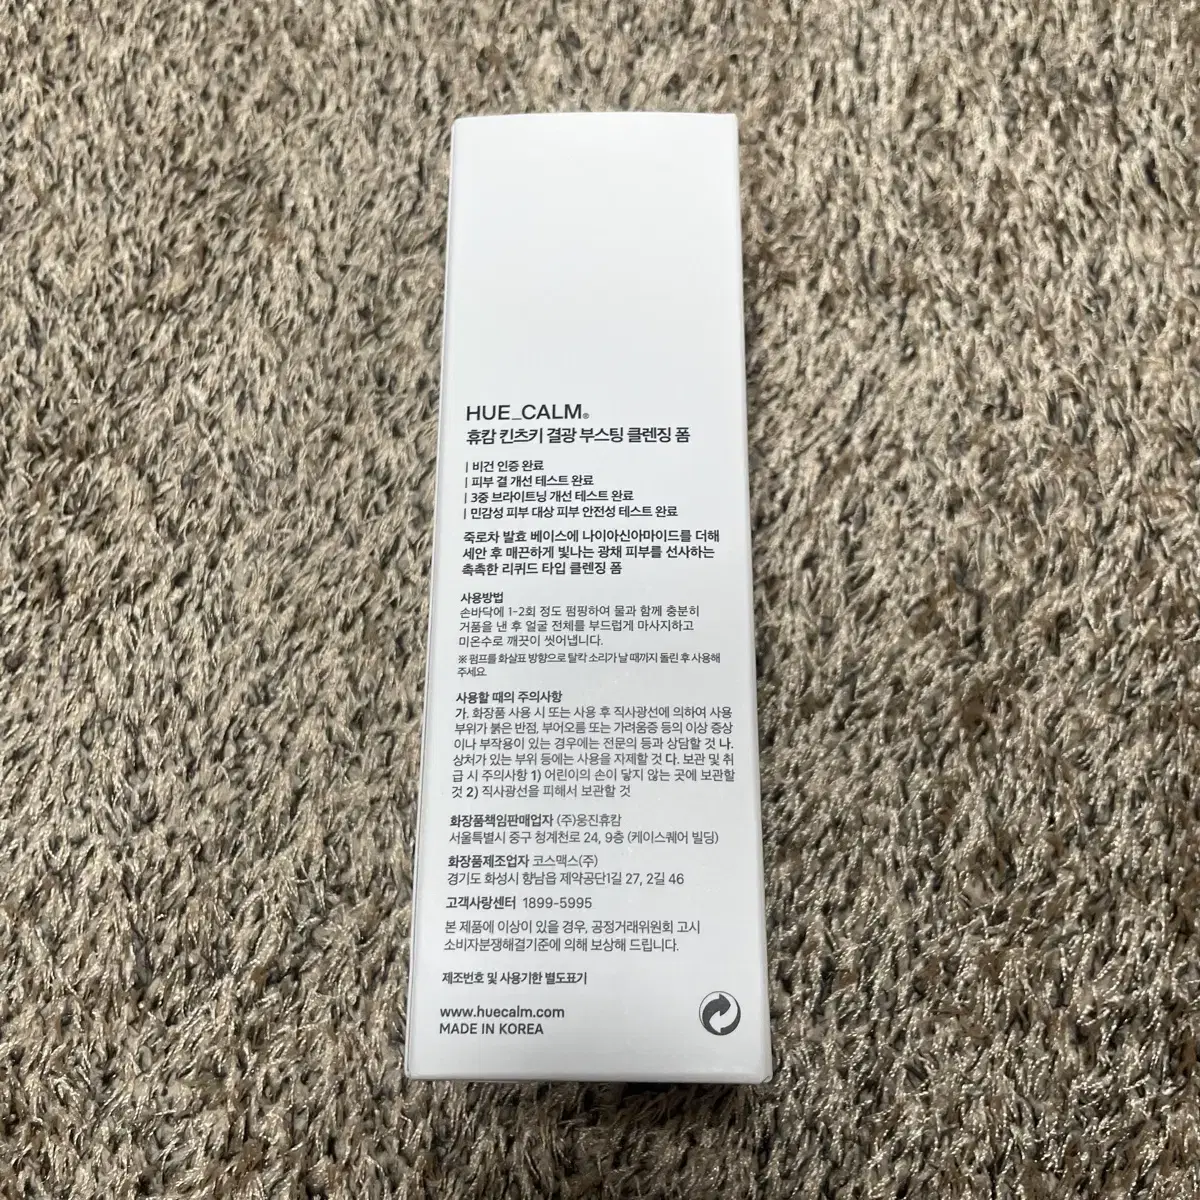 HUE_CALM®
휴캄 킨츠키 결광 부스팅 클렌징 폼
| 비건 인증 완료
| 피부 결 개선 테스트 완료
| 3중 브라이트닝 개선 테스트 완료
| 민감성 피부 대상 피부 안전성 테스트 완료
죽로차 발효 베이스에 나이아신아마이드를 더해
세안 후 매끈하게 빛나는 광채 피부를 선사하는
촉촉한 리퀴드 타입 클렌징 폼
사용방법
손바닥에 1-2회 정도 펌핑하여 물과 함께 충분히
거품을 낸 후 얼굴 전체를 부드럽게 마사지하고
미온수로 깨끗이 씻어냅니다.
※ 펌프를 화살표 방향으로 탈칵 소리가 날 때까지 돌린 후 사용해
주세요.
사용할 때의 주의사항
가. 화장품 사용 시 또는 사용 후 직사광선에 의하여 사용
부위가 붉은 반점, 부어오름 또는 가려움증 등의 이상 증상
이나 부작용이 있는 경우에는 전문의 등과 상담할 것 나.
상처가 있는 부위 등에는 사용을 자제할 것 다. 보관 및 취
급 시 주의사항 1) 어린이의 손이 닿지 않는 곳에 보관할
것 2) 직사광선을 피해서 보관할 것
화장품책임판매업자 (주)웅진휴캄
서울특별시 중구 청계천로 24, 9층 (케이스퀘어 빌딩)
화장품제조업자 코스맥스(주)
경기도 화성시 향남읍 제약공단1길 27, 2길 46
고객사랑센터 1899-5995
본 제품에 이상이 있을 경우, 공정거래위원회 고시
소비자분쟁해결기준에 의해 보상해 드립니다.
제조번호 및 사용기한 별도표기
www.huecalm.com
MADE IN KOREA